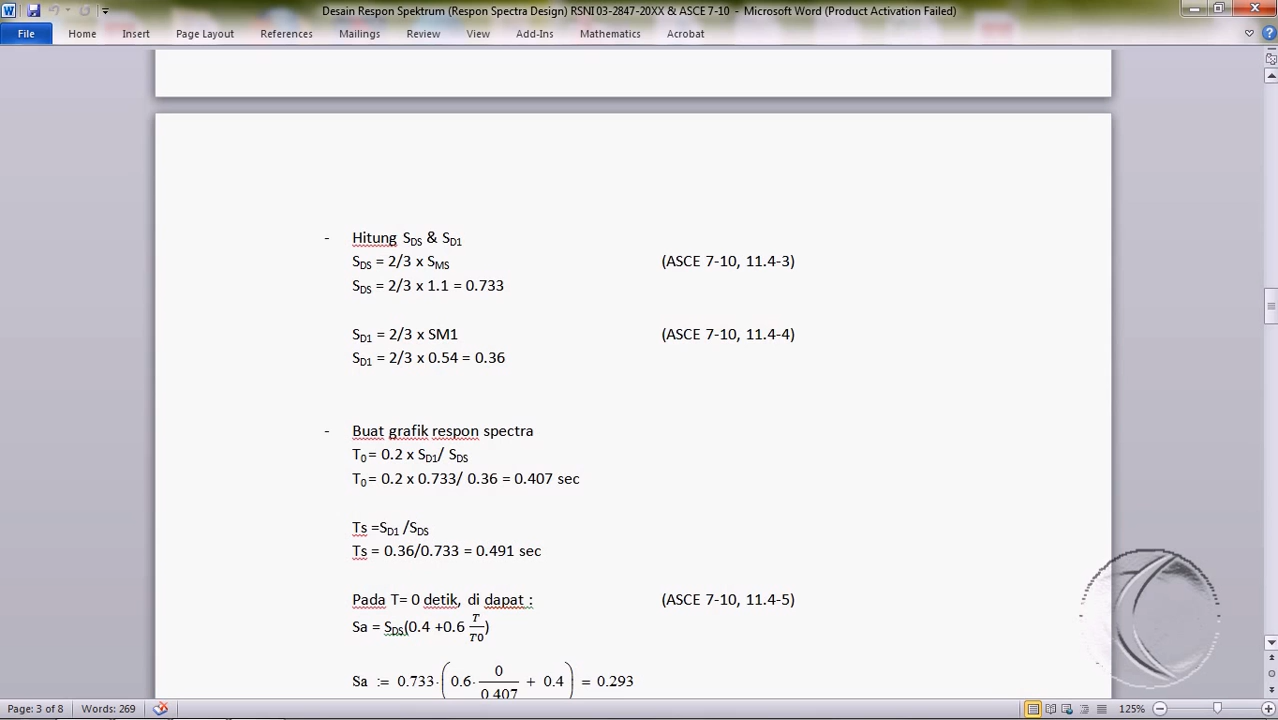 Desain Respon Spektrum (Respon Spectra Design) RSNI 03-2847-20XX & ASCE 7-10 - Microsoft Word (Product Activation Failed)
File Home Insert Page Layout References Mailings Review View Add-Ins Mathematics Acrobat
- Hitung SDS & SD1
SDS = 2/3 x SMS (ASCE 7-10, 11.4-3)
SDS = 2/3 x 1.1 = 0.733
SD1 = 2/3 x SM1 (ASCE 7-10, 11.4-4)
SD1 = 2/3 x 0.54 = 0.36
- Buat grafik respon spectra
T0 = 0.2 x SD1/ SDS
T0 = 0.2 x 0.733/ 0.36 = 0.407 sec
Ts =SD1 /SDS
Ts = 0.36/0.733 = 0.491 sec
Pada T= 0 detik, di dapat : (ASCE 7-10, 11.4-5)
Sa = SDS(0.4 +0.6 T/T0)
Sa := 0.733·(0.6·0/0.407 + 0.4) = 0.293
Page: 3 of 8 Words: 269 125%